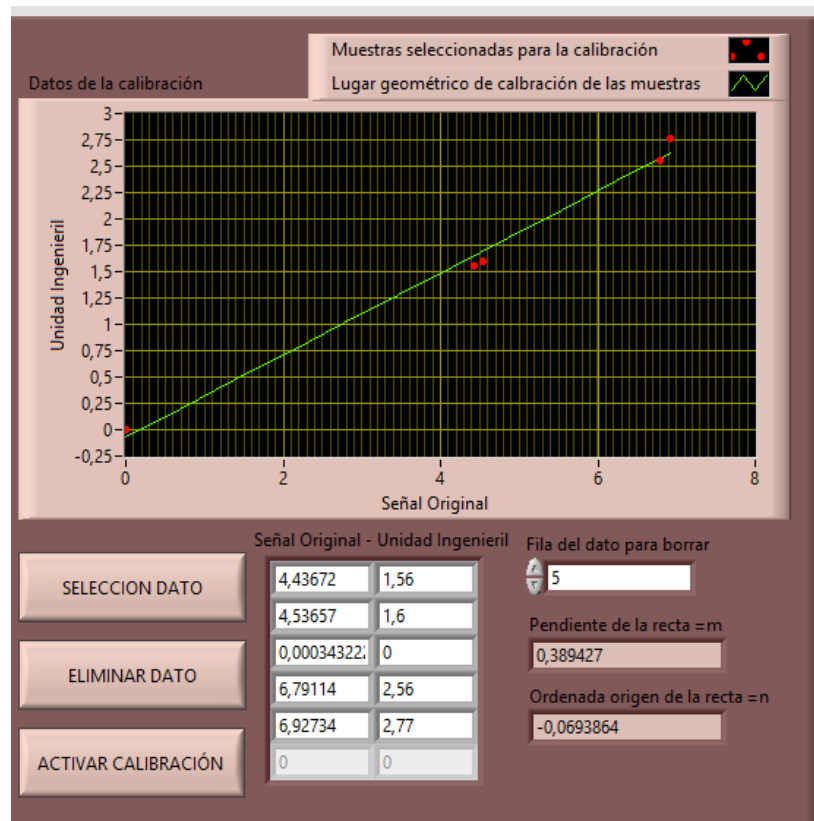 Muestras seleccionadas para la calibración
Datos de la calibración
Lugar geométrico de calbración de las muestras
3
2,75
2,5
2,25
2
1,75
1,5
1,25
1
0,75
0,5
0,25
0
-0,25
Unidad Ingenieril
0 2 4 6 8
Señal Original
Señal Original - Unidad Ingenieril
4,43672 1,56
4,53657 1,6
0,000343222 0
6,79114 2,56
6,92734 2,77
0 0
SELECCION DATO
ELIMINAR DATO
ACTIVAR CALIBRACIÓN
Fila del dato para borrar
5
Pendiente de la recta =m
0,389427
Ordenada origen de la recta =n
-0,0693864